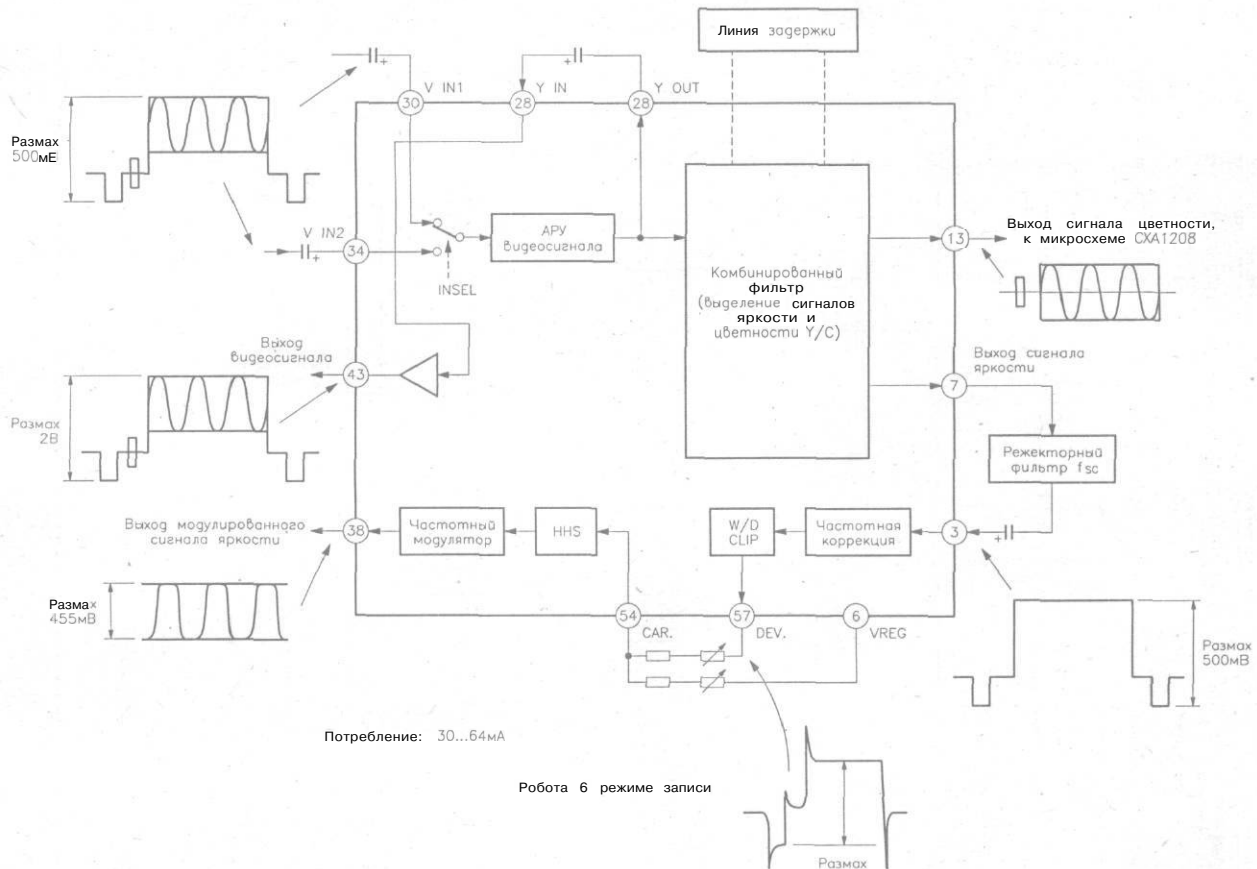 Линия задержки
V IN1
Y IN
Y OUT
30
28
28
Размах
500мЕ
V IN2
34
INSEL
АРУ
видеосигнала
Комбинированный
фильтр
(выделение сигналов
яркости и
цветности Y/C)
13
Выход сигнала цветности,
к микросхеме CXA1208
Выход
видеосигнала
43
Размах
2В
Выход сигнала
яркости
7
Режекторный
фильтр fsc
Выход модулированного
сигнала яркости
38
Частотный
модулятор
HHS
W/D
CLIP
Частотная
коррекция
3
Размах
455мВ
54
CAR.
57
DEV.
6
VREG
Размах
500мВ
Потребление: 30...64мА
Робота 6 режиме записи
Размах